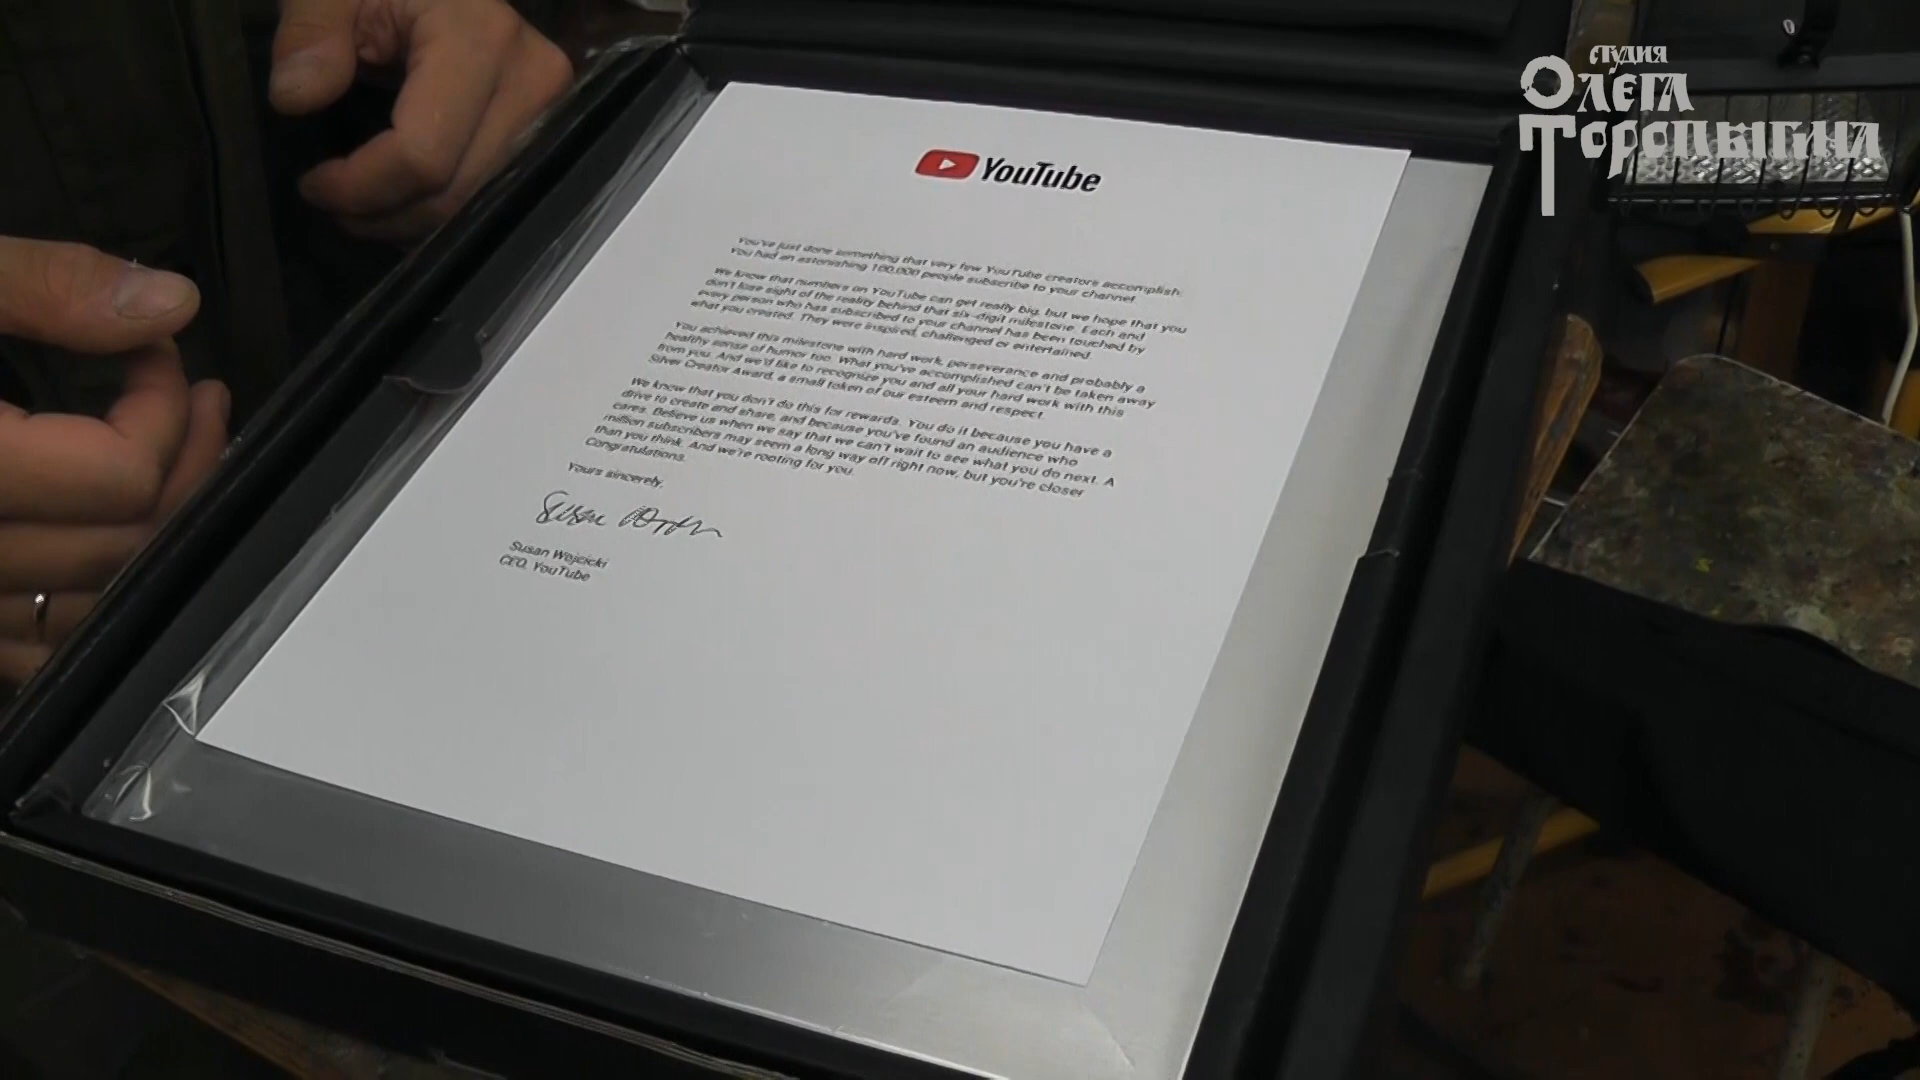 студия
Олега
Торопыгина
YouTube
You've just done something that very few YouTube creators accomplish.
You had an astonishing 100,000 people subscribe to your channel.
We know that numbers on YouTube can get really big, but we hope that you
don't lose sight of the reality behind that six-digit milestone. Each and
every person who has subscribed to your channel has been touched by
what you created. They were inspired, challenged or entertained.
You achieved this milestone with hard work, perseverance and probably a
healthy sense of humor too. What you've accomplished can't be taken away
from you. And we'd like to recognize you and all your hard work with this
Silver Creator Award, a small token of our esteem and respect.
We know that you don't do this for rewards. You do it because you have a
drive to create and share, and because you've found an audience who
cares. Believe us when we say that we can't wait to see what you do next. A
million subscribers may seem a long way off right now, but you're closer
than you think. And we're rooting for you.
Congratulations.
Yours sincerely,
Susan Wojcicki
CEO, YouTube